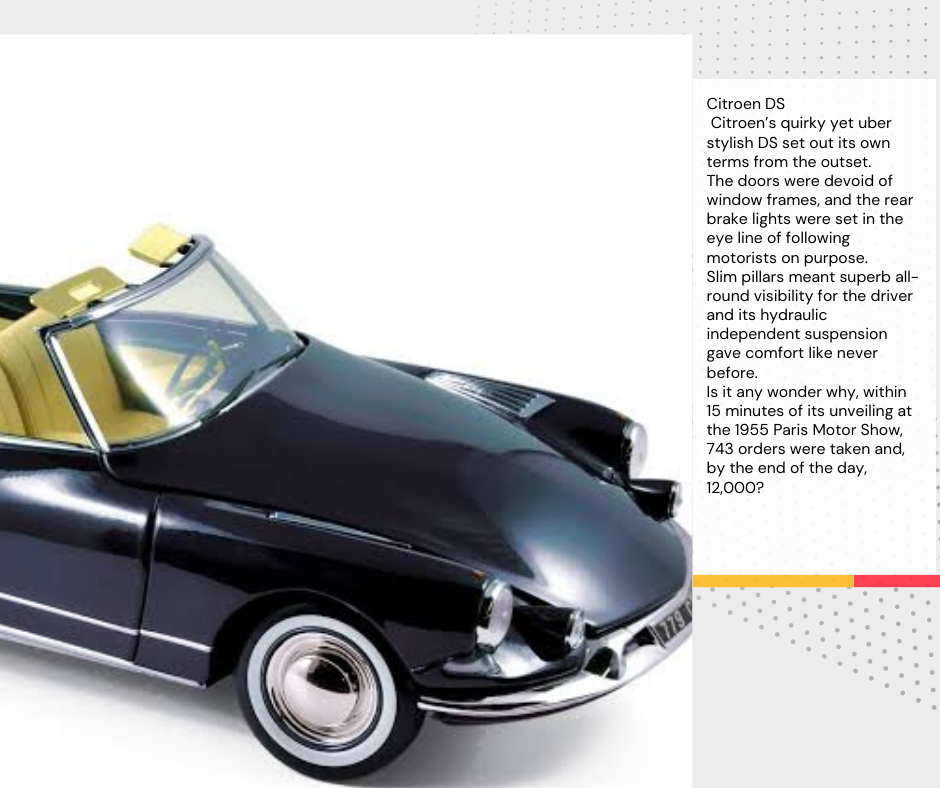 Citroen DS
Citroen’s quirky yet uber
stylish DS set out its own
terms from the outset.
The doors were devoid of
window frames, and the rear
brake lights were set in the
eye line of following
motorists on purpose.
Slim pillars meant superb all-
round visibility for the driver
and its hydraulic
independent suspension
gave comfort like never
before.
Is it any wonder why, within
15 minutes of its unveiling at
the 1955 Paris Motor Show,
743 orders were taken and,
by the end of the day,
12,000?
779